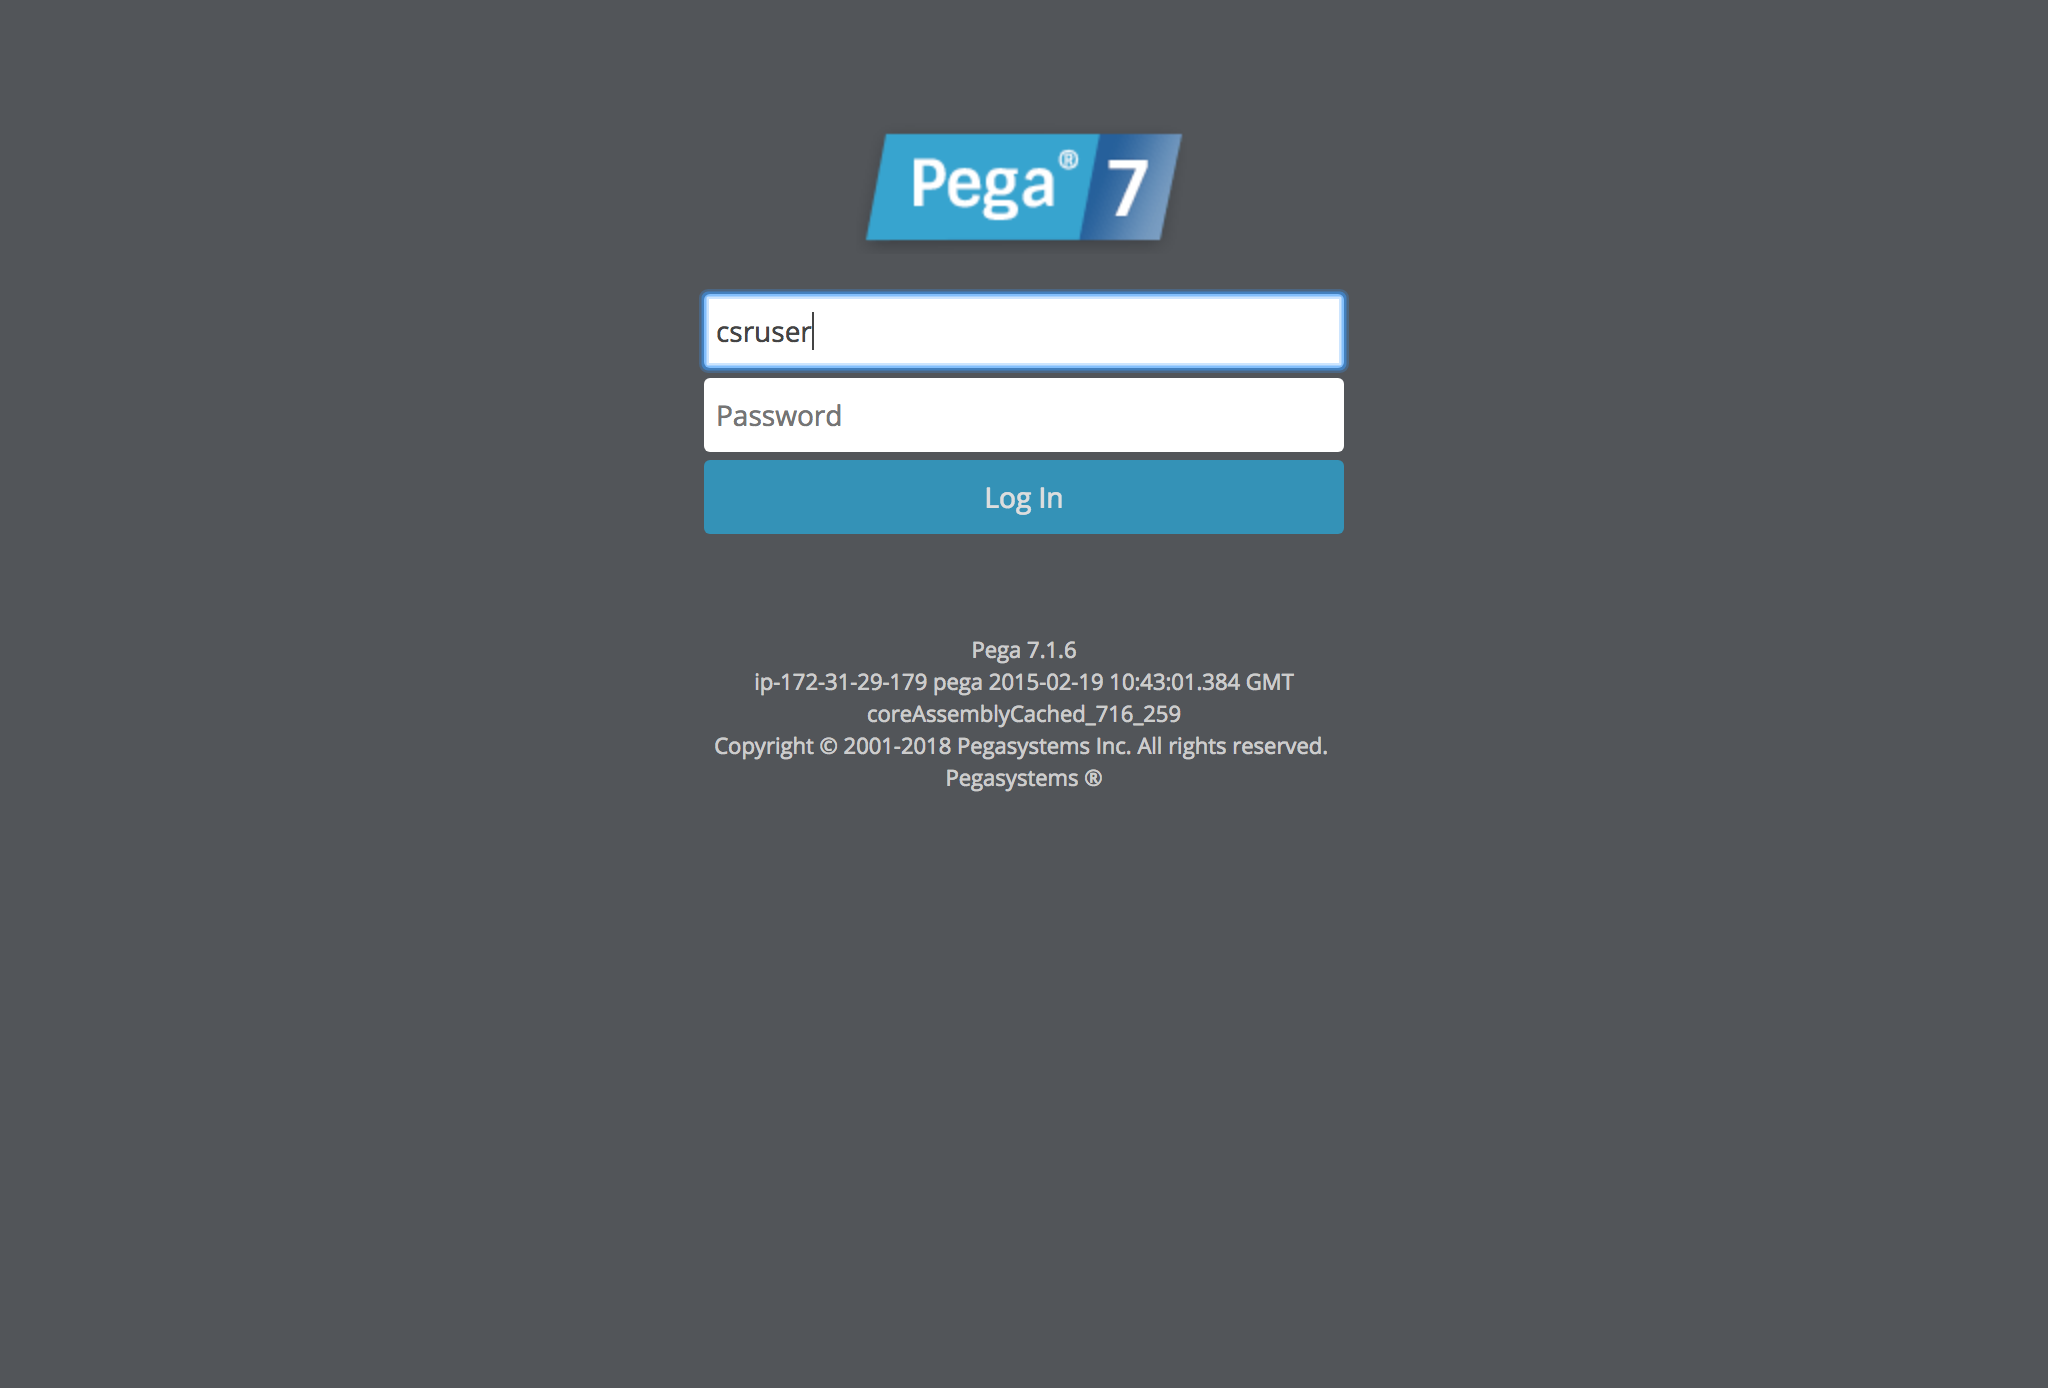 Pega® 7
csruser
Password
Log In
Pega 7.1.6
ip-172-31-29-179 pega 2015-02-19 10:43:01.384 GMT
coreAssemblyCached_716_259
Copyright © 2001-2018 Pegasystems Inc. All rights reserved.
Pegasystems ®